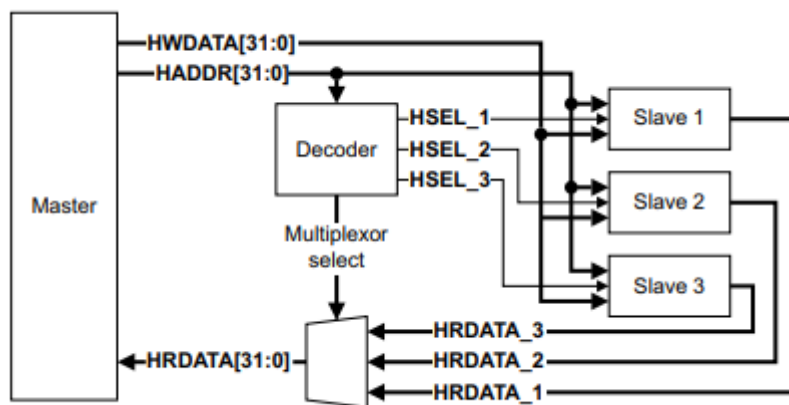 HWDATA[31:0]
HADDR[31:0]
Master
Decoder
HSEL_1
HSEL_2
HSEL_3
Slave 1
Slave 2
Slave 3
Multiplexor
select
HRDATA[31:0]
HRDATA_3
HRDATA_2
HRDATA_1